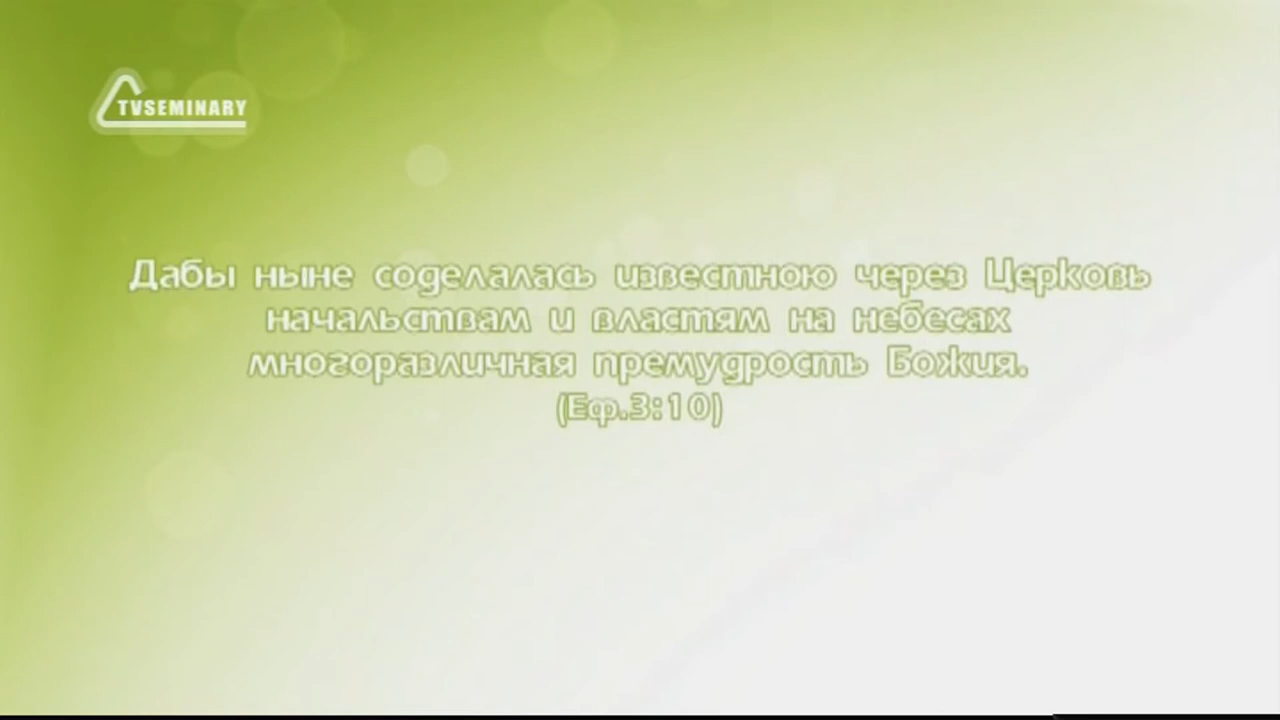 TVSEMINARY
Дабы ныне соделалась известною через Церковь
начальствам и властям на небесах
многоразличная премудрость Божия.
(Еф.3:10)